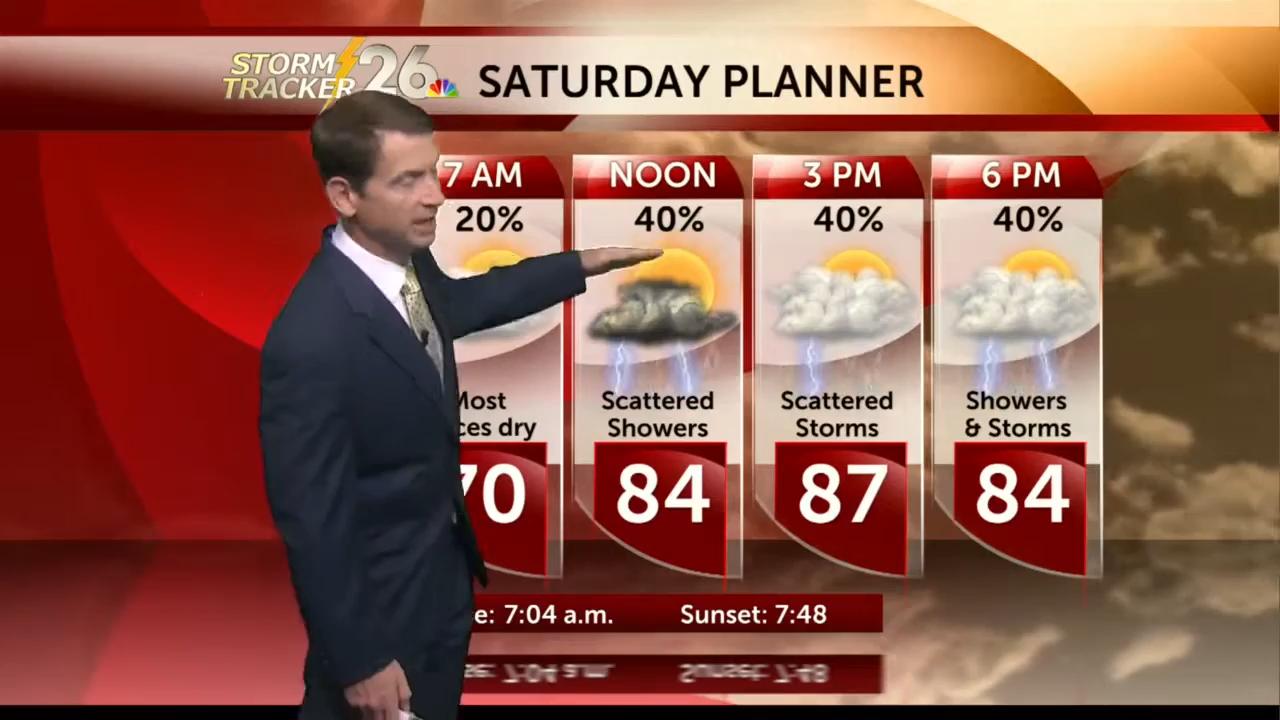 STORM
TRACKER
26
SATURDAY PLANNER
7 AM
NOON
3 PM
6 PM
20%
40%
40%
40%
Most
dry
Scattered
Showers
Scattered
Storms
Showers
& Storms
70
84
87
84
7:04 a.m.
Sunset: 7:48